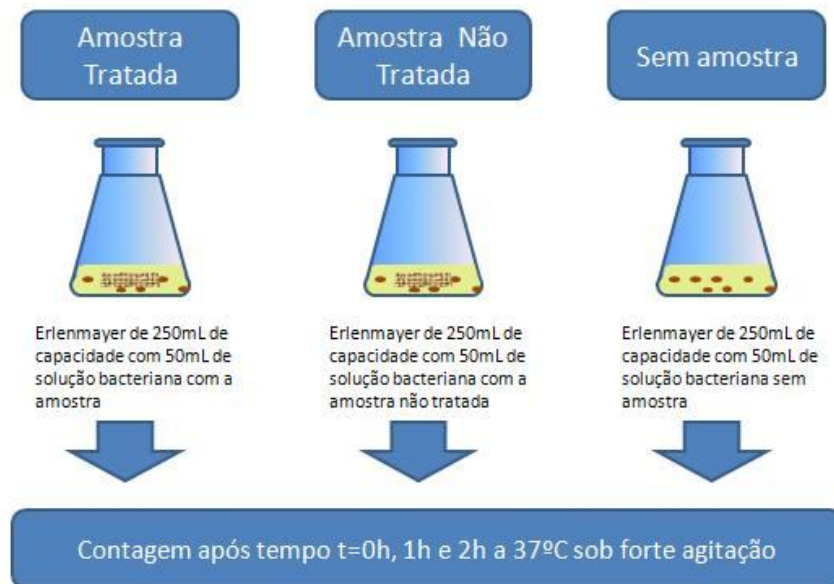 Amostra
Tratada
Amostra Não
Tratada
Sem amostra
Erlenmayer de 250mL de
capacidade com 50mL de
solução bacteriana com a
amostra
Erlenmayer de 250mL de
capacidade com 50mL de
solução bacteriana com a
amostra não tratada
Erlenmayer de 250mL de
capacidade com 50mL de
solução bacteriana sem
amostra
Contagem após tempo t=0h, 1h e 2h a 37ºC sob forte agitação